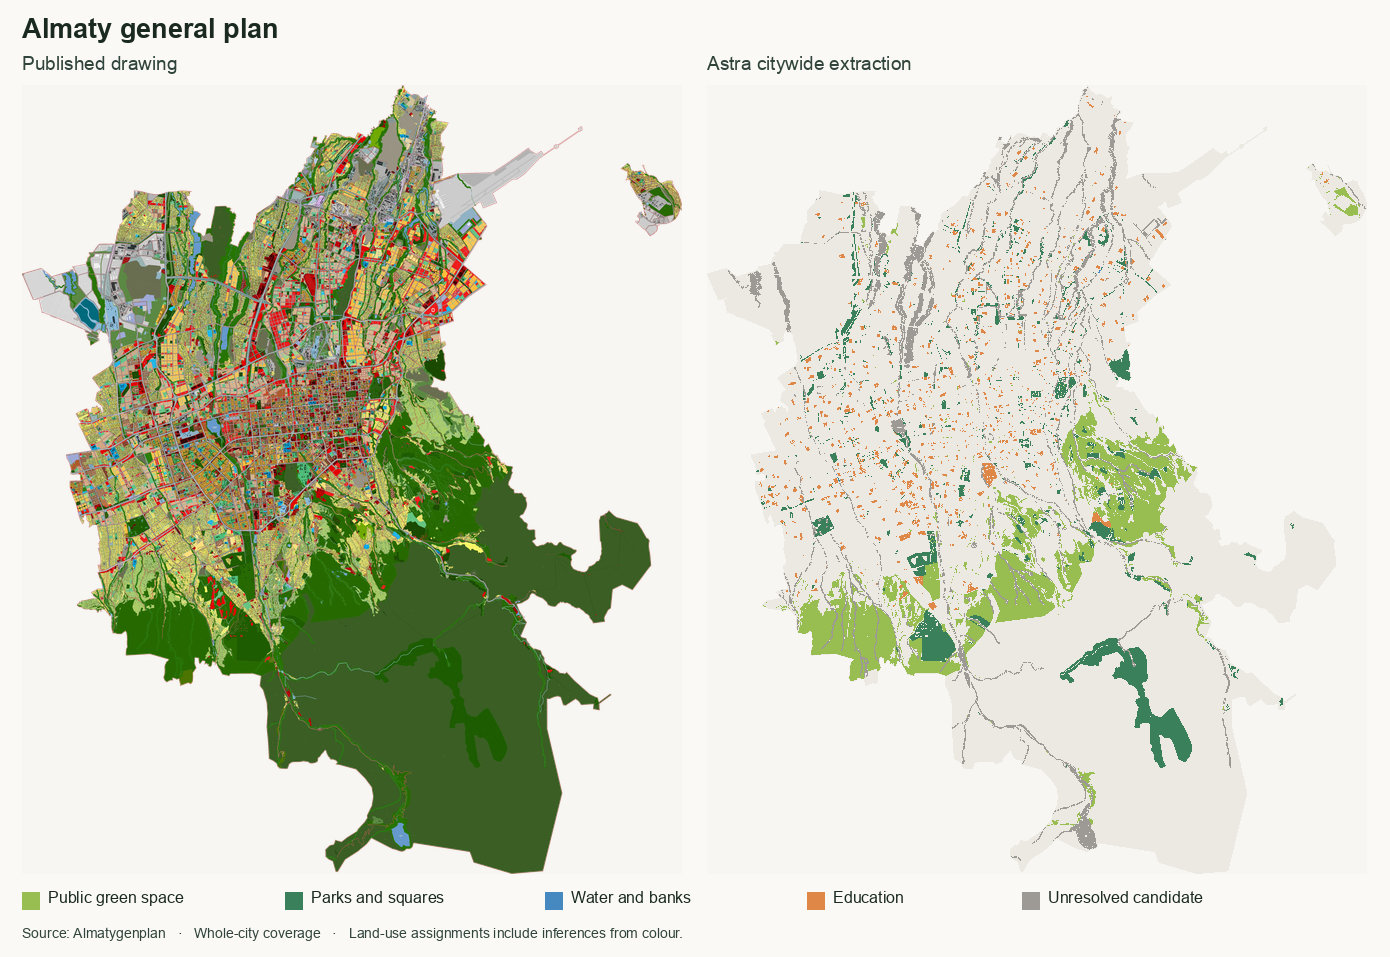 Almaty general plan
Published drawing
Astra citywide extraction
Public green space
Parks and squares
Water and banks
Education
Unresolved candidate
Source: Almatygenplan · Whole-city coverage · Land-use assignments include inferences from colour.